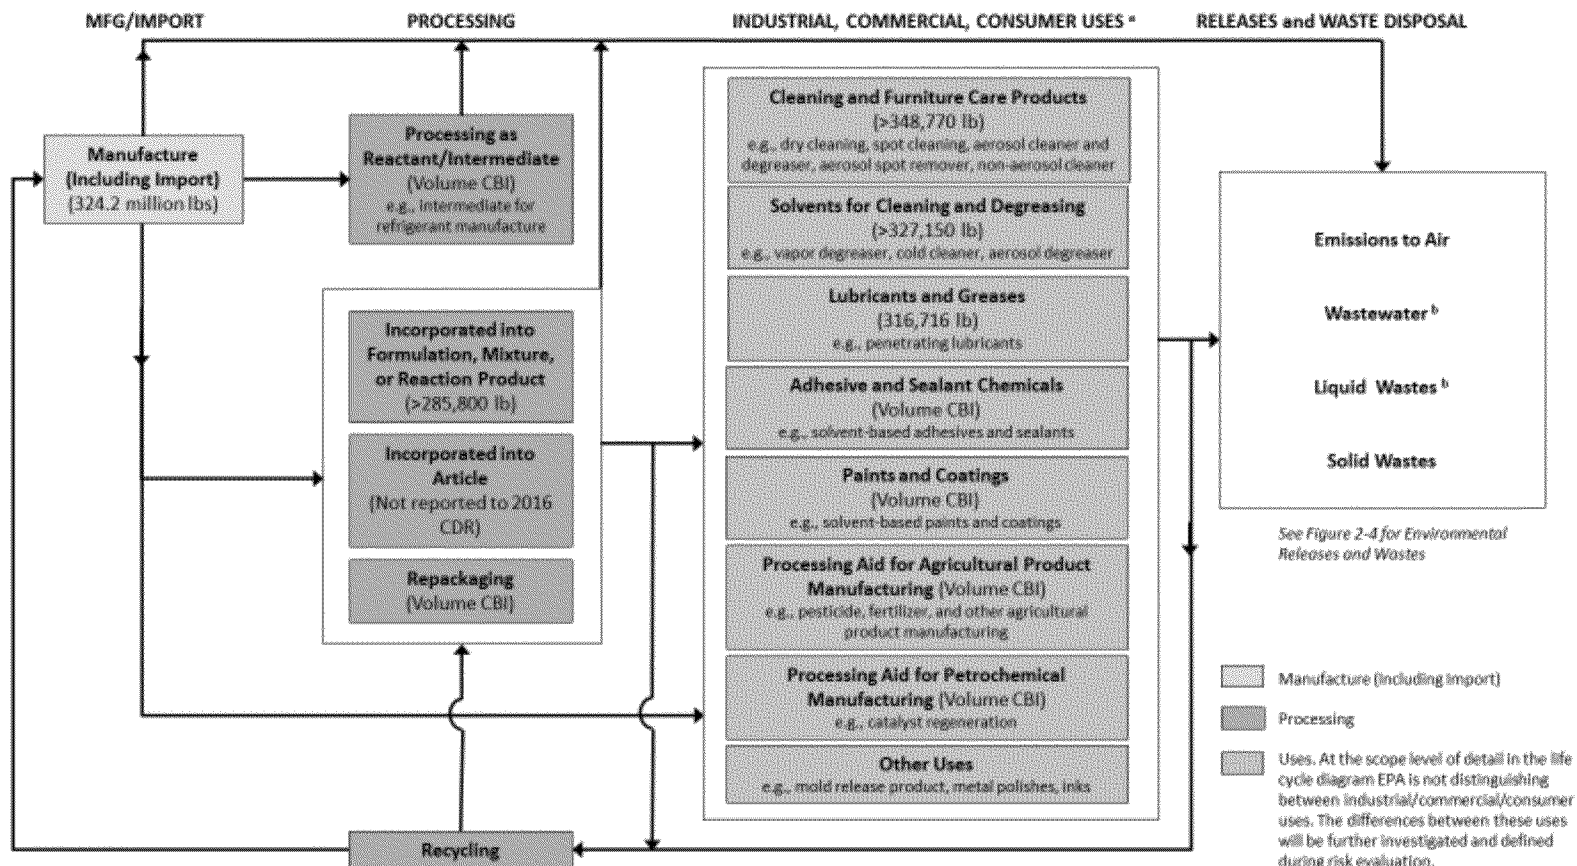 MFG/IMPORT
PROCESSING
INDUSTRIAL, COMMERCIAL, CONSUMER USES ᵃ
RELEASES and WASTE DISPOSAL
Manufacture
(Including Import)
(324.2 million lbs)
Processing as
Reactant/Intermediate
(Volume CBI)
e.g., intermediate for
refrigerant manufacture
Incorporated into
Formulation, Mixture,
or Reaction Product
(>285,800 lb)
Incorporated into
Article
(Not reported to 2016
CDR)
Repackaging
(Volume CBI)
Recycling
Cleaning and Furniture Care Products
(>348,770 lb)
e.g., dry cleaning, spot cleaning, aerosol cleaner and
degreaser, aerosol spot remover, non-aerosol cleaner
Solvents for Cleaning and Degreasing
(>327,150 lb)
e.g., vapor degreaser, cold cleaner, aerosol degreaser
Lubricants and Greases
(316,716 lb)
e.g., penetrating lubricants
Adhesive and Sealant Chemicals
(Volume CBI)
e.g., solvent-based adhesives and sealants
Paints and Coatings
(Volume CBI)
e.g., solvent-based paints and coatings
Processing Aid for Agricultural Product
Manufacturing (Volume CBI)
e.g., pesticide, fertilizer, and other agricultural
product manufacturing
Processing Aid for Petrochemical
Manufacturing (Volume CBI)
e.g., catalyst regeneration
Other Uses
e.g., mold release product, metal polishes, inks
Emissions to Air
Wastewater ᵇ
Liquid Wastes ᵇ
Solid Wastes
See Figure 2-4 for Environmental
Releases and Wastes
Manufacture (Including Import)
Processing
Uses. At the scope level of detail in the life
cycle diagram EPA is not distinguishing
between industrial/commercial/consumer
uses. The differences between these uses
will be further investigated and defined
during risk evaluation.